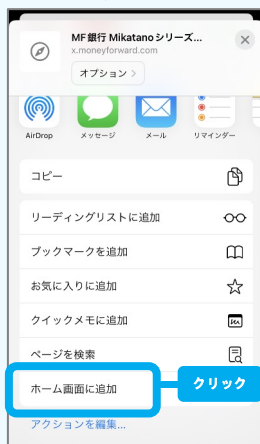 MF銀行 Mikatanoシリーズ...
x.moneyforward.com
オプション >
AirDrop メッセージ メール リマインダー
コピー
リーディングリストに追加
ブックマークを追加
お気に入りに追加
クイックメモに追加
ページを検索
ホーム画面に追加
クリック
アクションを編集...